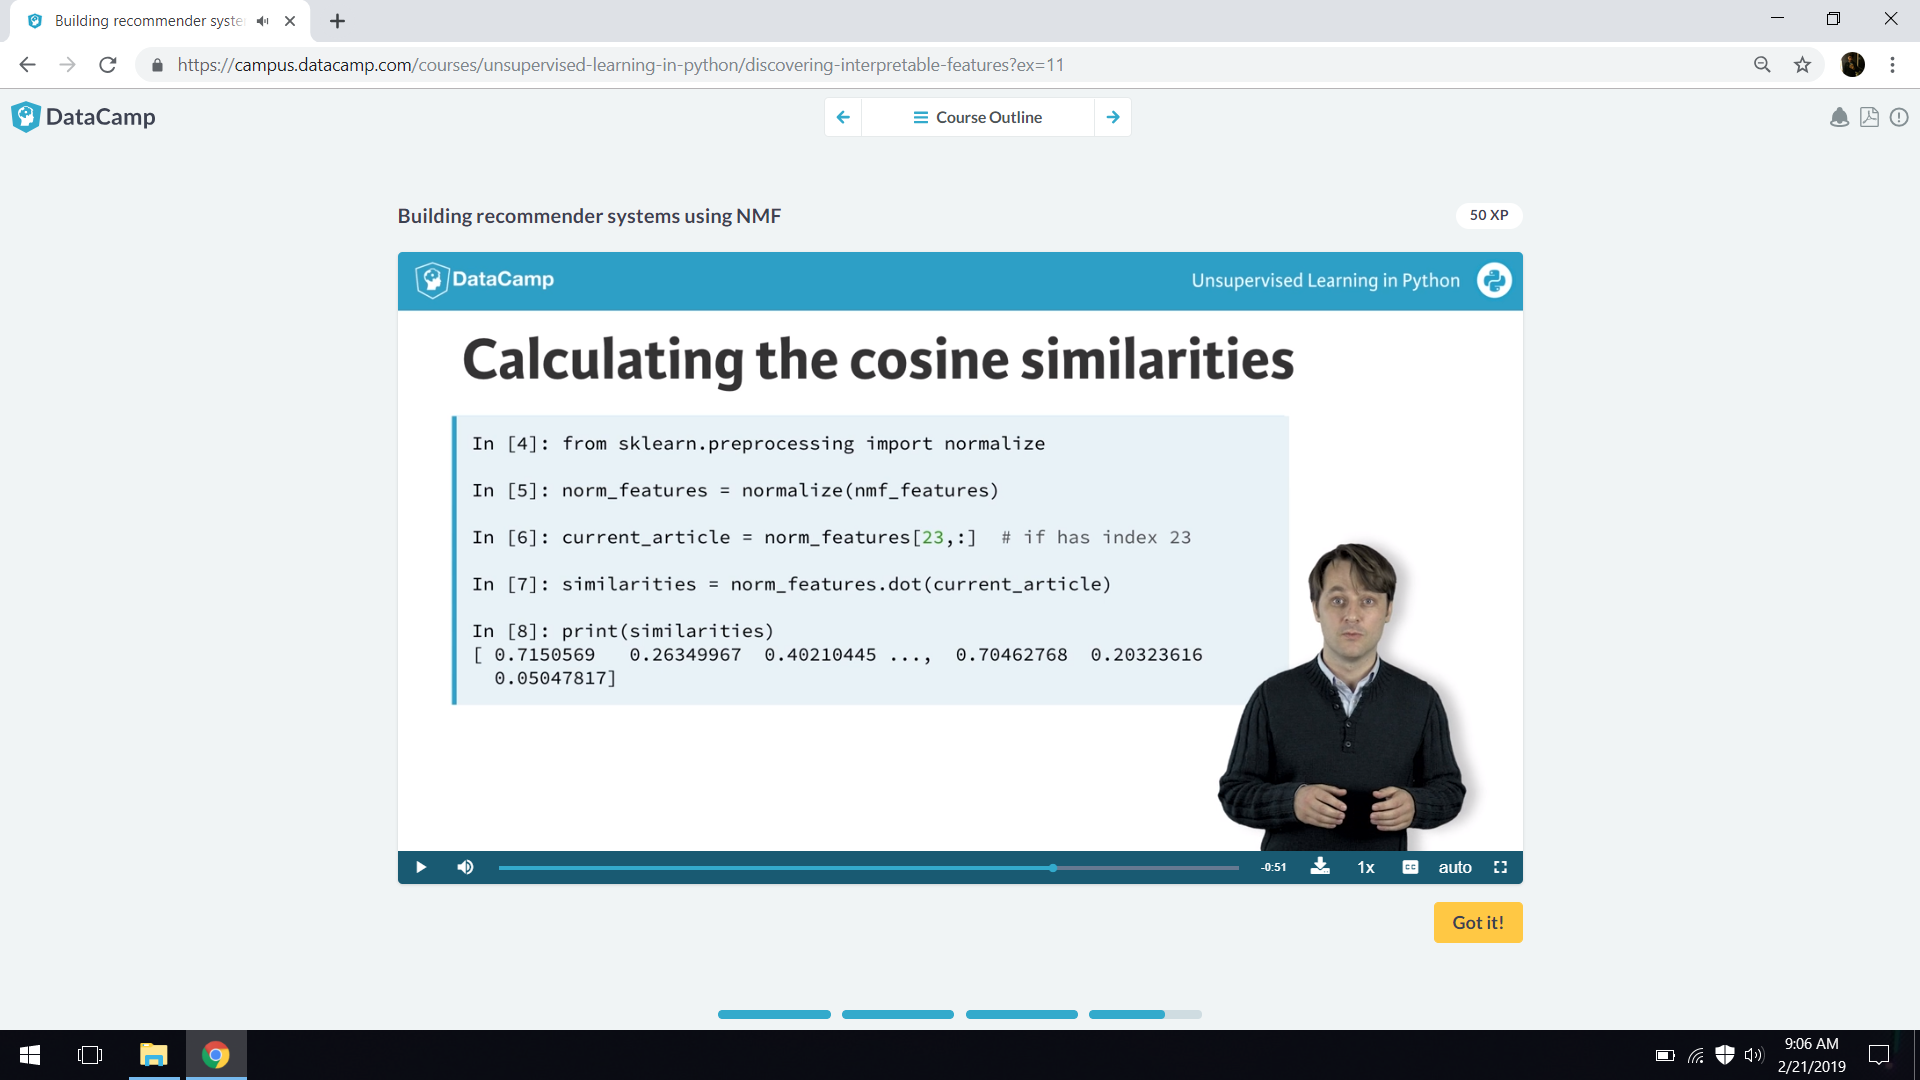 Building recommender syste
https://campus.datacamp.com/courses/unsupervised-learning-in-python/discovering-interpretable-features?ex=11
DataCamp
Course Outline
Building recommender systems using NMF
50 XP
DataCamp
Unsupervised Learning in Python
Calculating the cosine similarities
In [4]: from sklearn.preprocessing import normalize
In [5]: norm_features = normalize(nmf_features)
In [6]: current_article = norm_features[23,:]  # if has index 23
In [7]: similarities = norm_features.dot(current_article)
In [8]: print(similarities)
[ 0.7150569   0.26349967  0.40210445 ...,  0.70462768  0.20323616
0.05047817]
-0:51
1x
CC
auto
Got it!
9:06 AM
2/21/2019